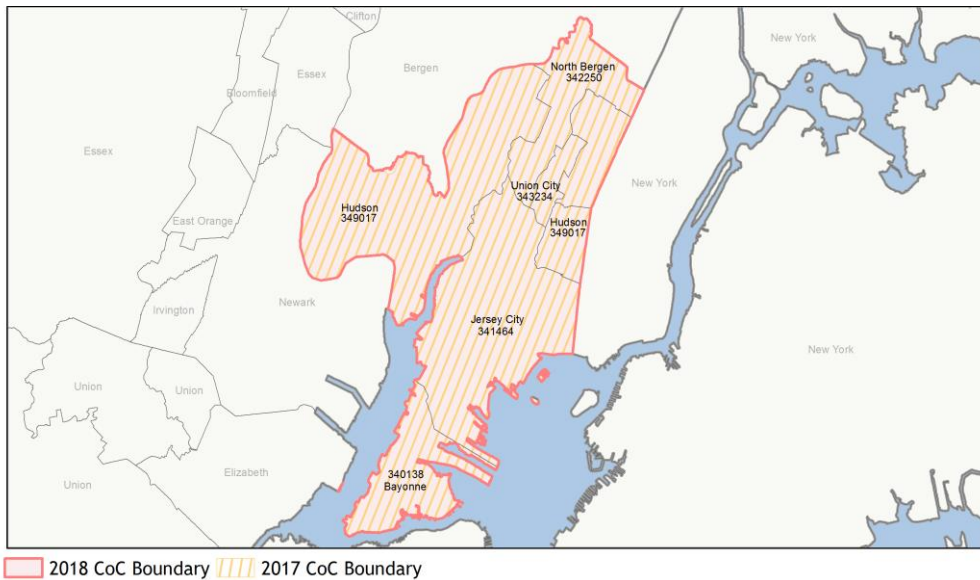 Clifton
New York
New York
Essex
Bergen
North Bergen
342250
Bloomfield
Essex
New York
Union City
343234
Hudson
349017
Hudson
349017
East Orange
Newark
Irvington
Jersey City
341464
New York
Union
Union
Elizabeth
340138
Bayonne
Union
2018 CoC Boundary
2017 CoC Boundary